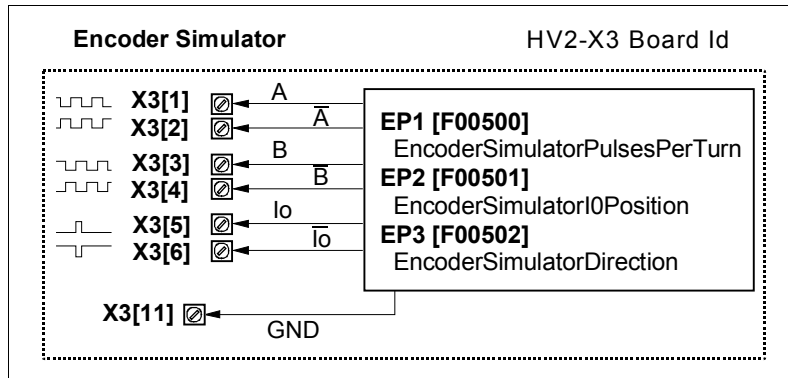 Encoder Simulator
HV2-X3 Board Id
X3[1]
A
X3[2]
A̅
EP1 [F00500]
EncoderSimulatorPulsesPerTurn
X3[3]
B
X3[4]
B̅
EP2 [F00501]
EncoderSimulatorI0Position
X3[5]
Io
X3[6]
I̅o̅
EP3 [F00502]
EncoderSimulatorDirection
X3[11]
GND